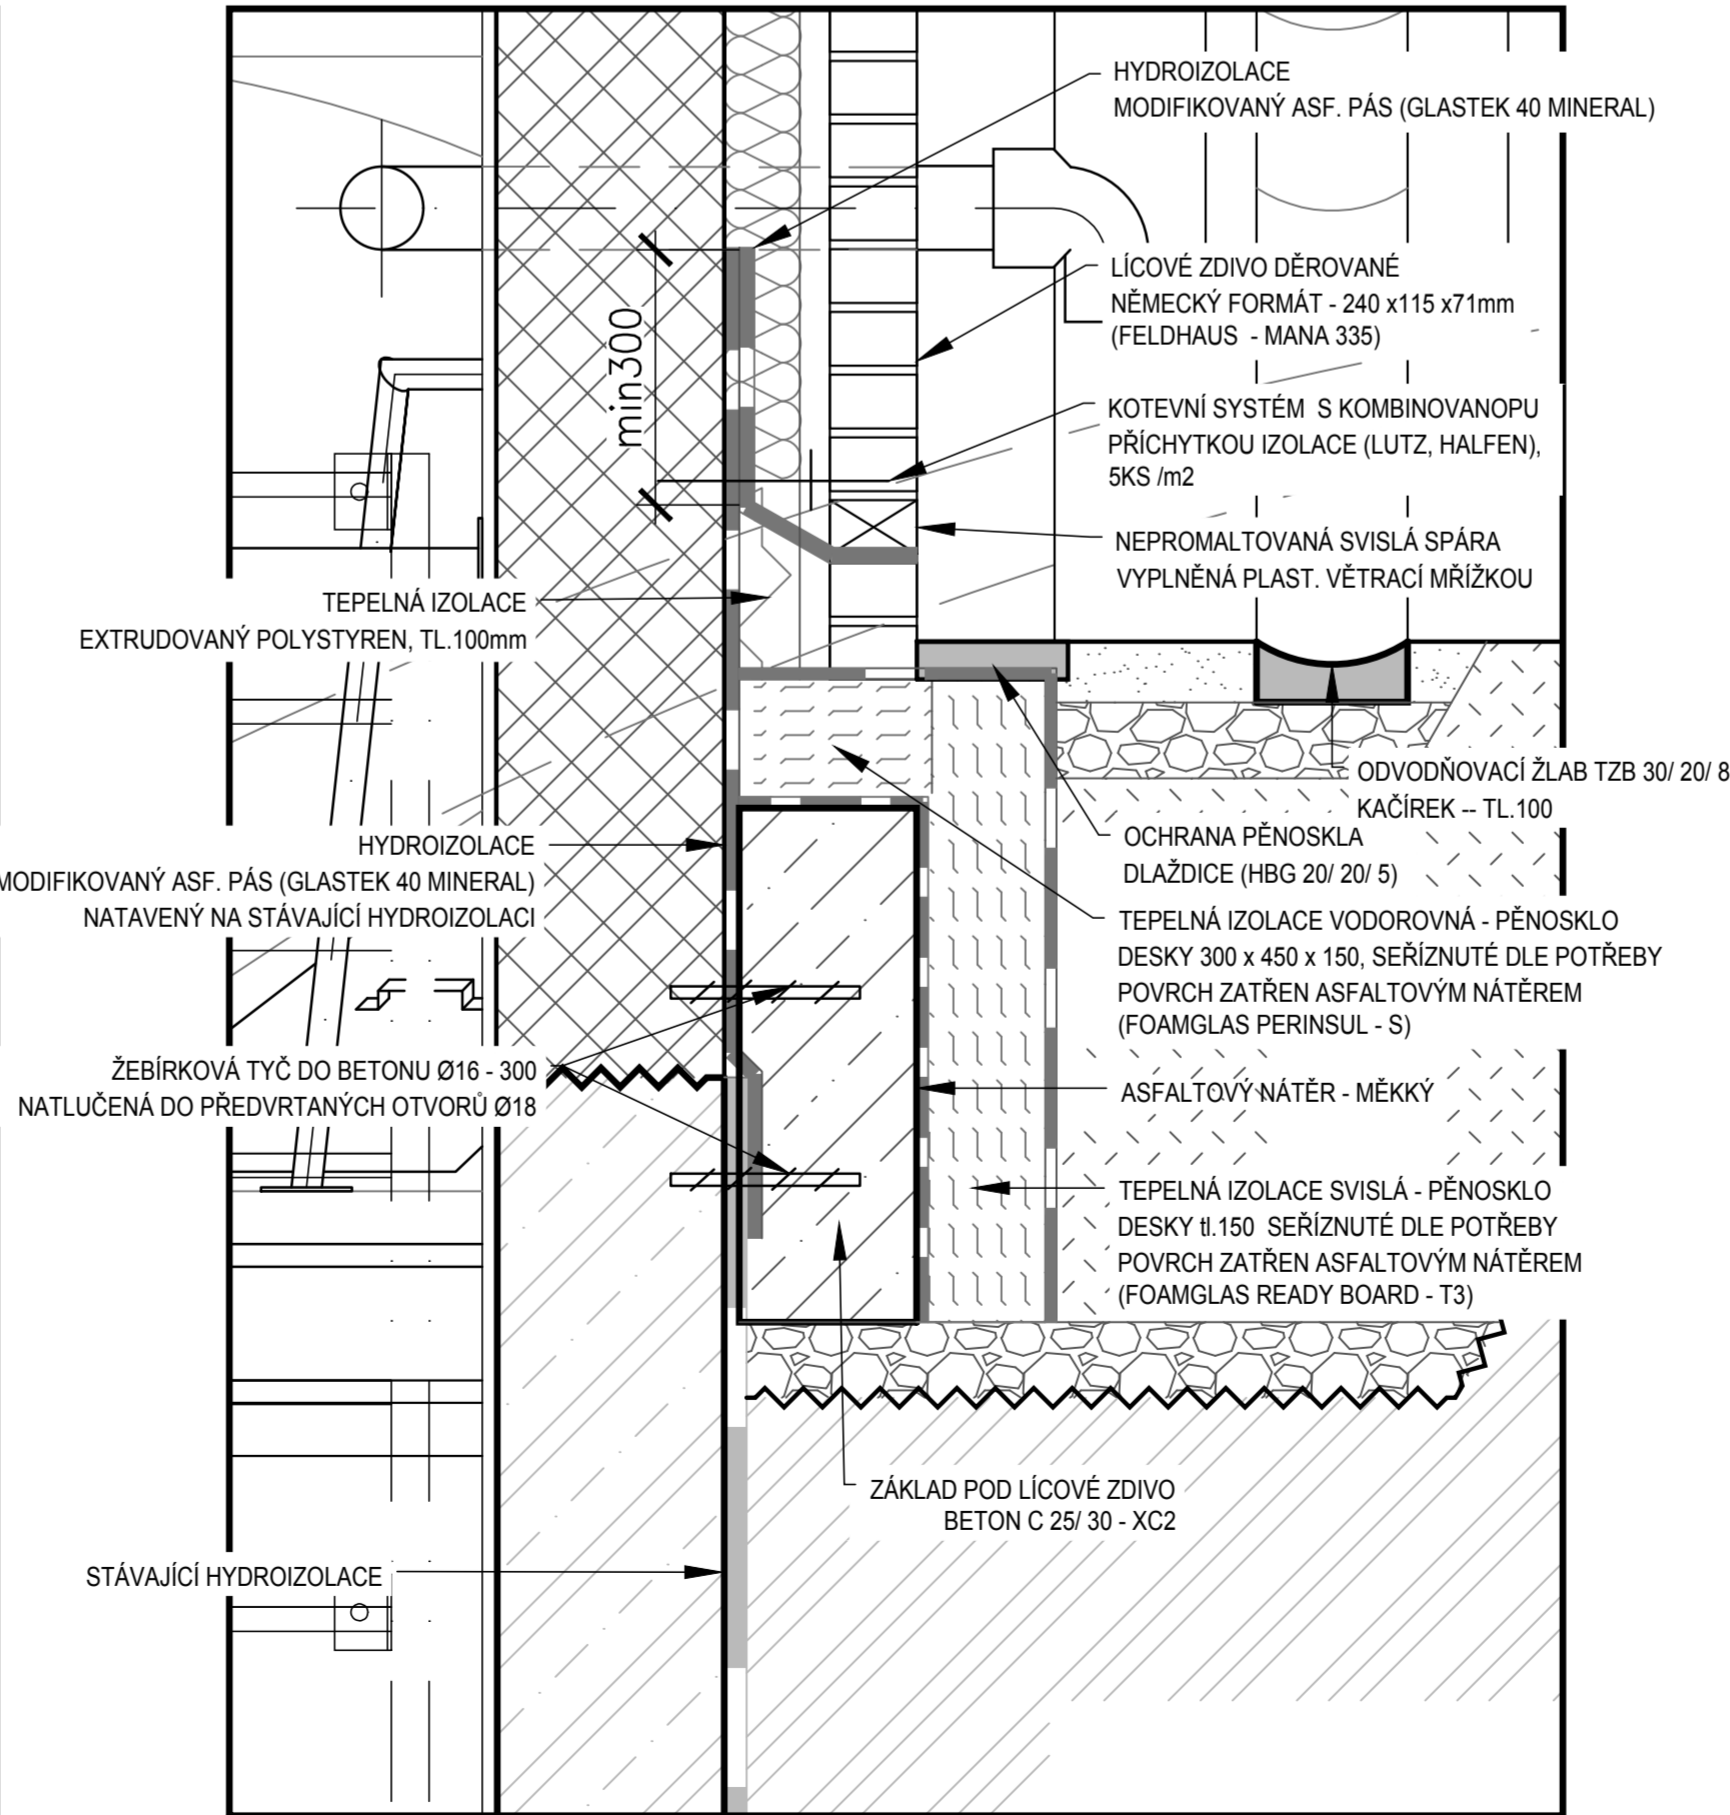 HYDROIZOLACE
MODIFIKOVANÝ ASF. PÁS (GLASTEK 40 MINERAL)
LÍCOVÉ ZDIVO DĚROVANÉ
NĚMECKÝ FORMÁT - 240 x115 x71mm
(FELDHAUS - MANA 335)
min300
KOTEVNÍ SYSTÉM S KOMBINOVANOPU
PŘÍCHYTKOU IZOLACE (LUTZ, HALFEN),
5KS /m2
NEPROMALTOVANÁ SVISLÁ SPÁRA
VYPLNĚNÁ PLAST. VĚTRACÍ MŘÍŽKOU
TEPELNÁ IZOLACE
EXTRUDOVANÝ POLYSTYREN, TL.100mm
ODVODŇOVACÍ ŽLAB TZB 30/ 20/ 8
KAČÍREK -- TL.100
OCHRANA PĚNOSKLA
DLAŽDICE (HBG 20/ 20/ 5)
HYDROIZOLACE
MODIFIKOVANÝ ASF. PÁS (GLASTEK 40 MINERAL)
NATAVENÝ NA STÁVAJÍCÍ HYDROIZOLACI
TEPELNÁ IZOLACE VODOROVNÁ - PĚNOSKLO
DESKY 300 x 450 x 150, SEŘÍZNUTÉ DLE POTŘEBY
POVRCH ZATŘEN ASFALTOVÝM NÁTĚREM
(FOAMGLAS PERINSUL - S)
ŽEBÍRKOVÁ TYČ DO BETONU Ø16 - 300
NATLUČENÁ DO PŘEDVRTANÝCH OTVORŮ Ø18
ASFALTOVÝ NÁTĚR - MĚKKÝ
TEPELNÁ IZOLACE SVISLÁ - PĚNOSKLO
DESKY tl.150 SEŘÍZNUTÉ DLE POTŘEBY
POVRCH ZATŘEN ASFALTOVÝM NÁTĚREM
(FOAMGLAS READY BOARD - T3)
ZÁKLAD POD LÍCOVÉ ZDIVO
BETON C 25/ 30 - XC2
STÁVAJÍCÍ HYDROIZOLACE